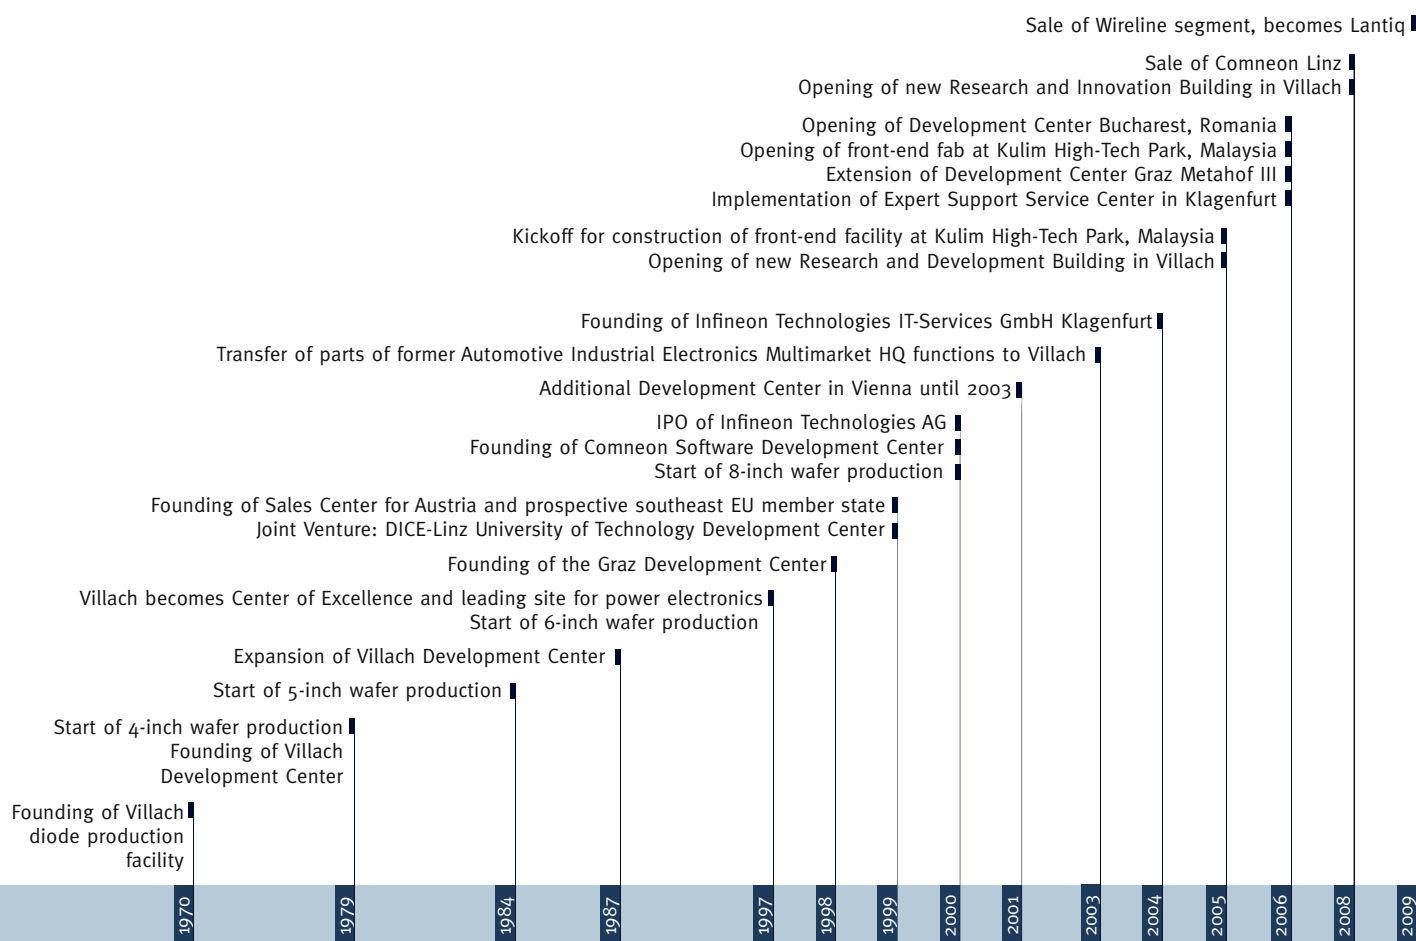 Sale of Wireline segment, becomes Lantiq
Sale of Comneon Linz
Opening of new Research and Innovation Building in Villach
Opening of Development Center Bucharest, Romania
Opening of front-end fab at Kulim High-Tech Park, Malaysia
Extension of Development Center Graz Metahof III
Implementation of Expert Support Service Center in Klagenfurt
Kickoff for construction of front-end facility at Kulim High-Tech Park, Malaysia
Opening of new Research and Development Building in Villach
Founding of Infineon Technologies IT-Services GmbH Klagenfurt
Transfer of parts of former Automotive Industrial Electronics Multimarket HQ functions to Villach
Additional Development Center in Vienna until 2003
IPO of Infineon Technologies AG
Founding of Comneon Software Development Center
Start of 8-inch wafer production
Founding of Sales Center for Austria and prospective southeast EU member state
Joint Venture: DICE-Linz University of Technology Development Center
Founding of the Graz Development Center
Villach becomes Center of Excellence and leading site for power electronics
Start of 6-inch wafer production
Expansion of Villach Development Center
Start of 5-inch wafer production
Start of 4-inch wafer production
Founding of Villach
Development Center
Founding of Villach
diode production
facility
1970
1979
1984
1987
1997
1998
1999
2000
2001
2003
2004
2005
2006
2008
2009